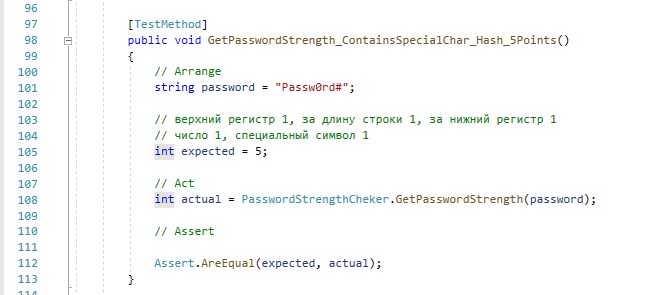 96
97 [TestMethod]
98 public void GetPasswordStrength_ContainsSpecialChar_Hash_5Points()
99 {
100 // Arrange
101 string password = "Passw0rd#";
102
103 // верхний регистр 1, за длину строки 1, за нижний регистр 1
104 // число 1, специальный символ 1
105 int expected = 5;
106
107 // Act
108 int actual = PasswordStrengthCheker.GetPasswordStrength(password);
109
110 // Assert
111
112 Assert.AreEqual(expected, actual);
113 }
114